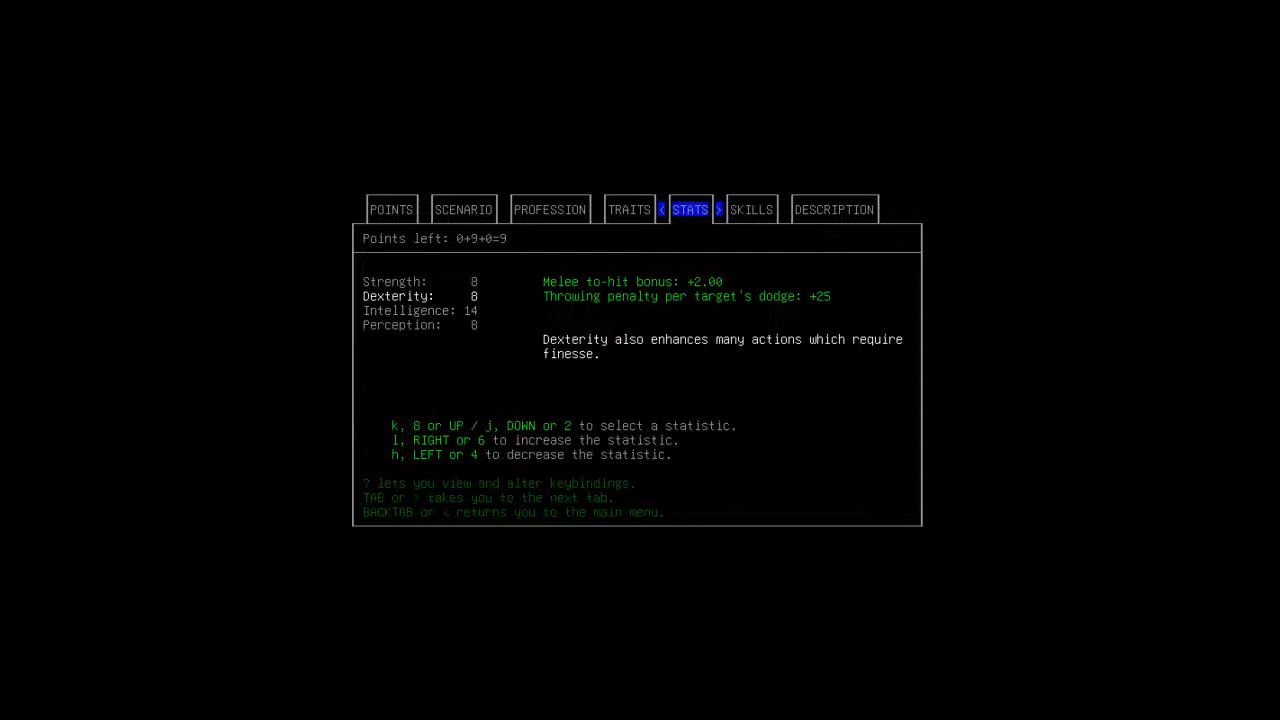 POINTS SCENARIO PROFESSION TRAITS < STATS > SKILLS DESCRIPTION
Points left: 0+9+0=9
Strength: 8 Melee to-hit bonus: +2.00
Dexterity: 8 Throwing penalty per target's dodge: +25
Intelligence: 14
Perception: 8
Dexterity also enhances many actions which require
finesse.
k, 8 or UP / j, DOWN or 2 to select a statistic.
l, RIGHT or 6 to increase the statistic.
h, LEFT or 4 to decrease the statistic.
? lets you view and alter keybindings.
TAB or > takes you to the next tab.
BACKTAB or < returns you to the main menu.